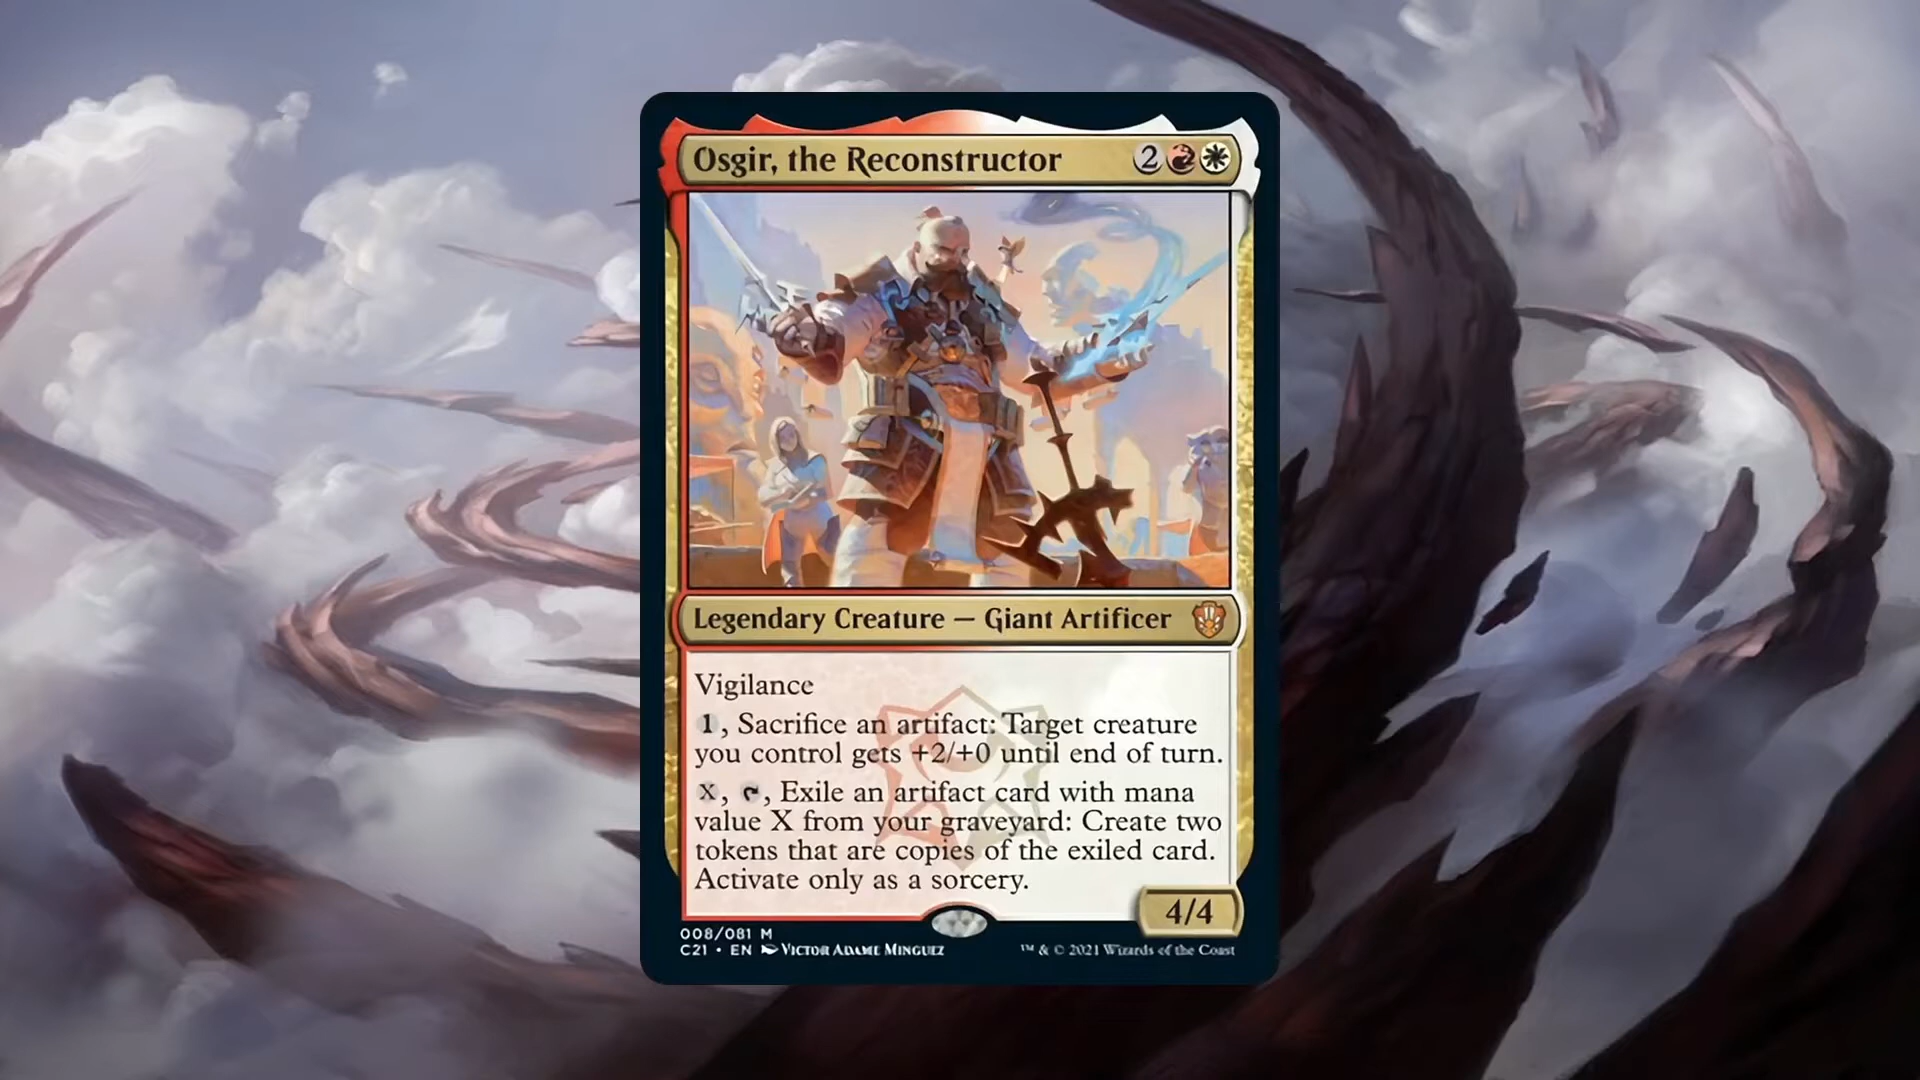 Osgir, the Reconstructor 2
Legendary Creature — Giant Artificer
Vigilance
1, Sacrifice an artifact: Target creature
you control gets +2/+0 until end of turn.
X, , Exile an artifact card with mana
value X from your graveyard: Create two
tokens that are copies of the exiled card.
Activate only as a sorcery.
4/4
008/081 M
C21 • EN Victor Adame Minguez
™ & © 2021 Wizards of the Coast